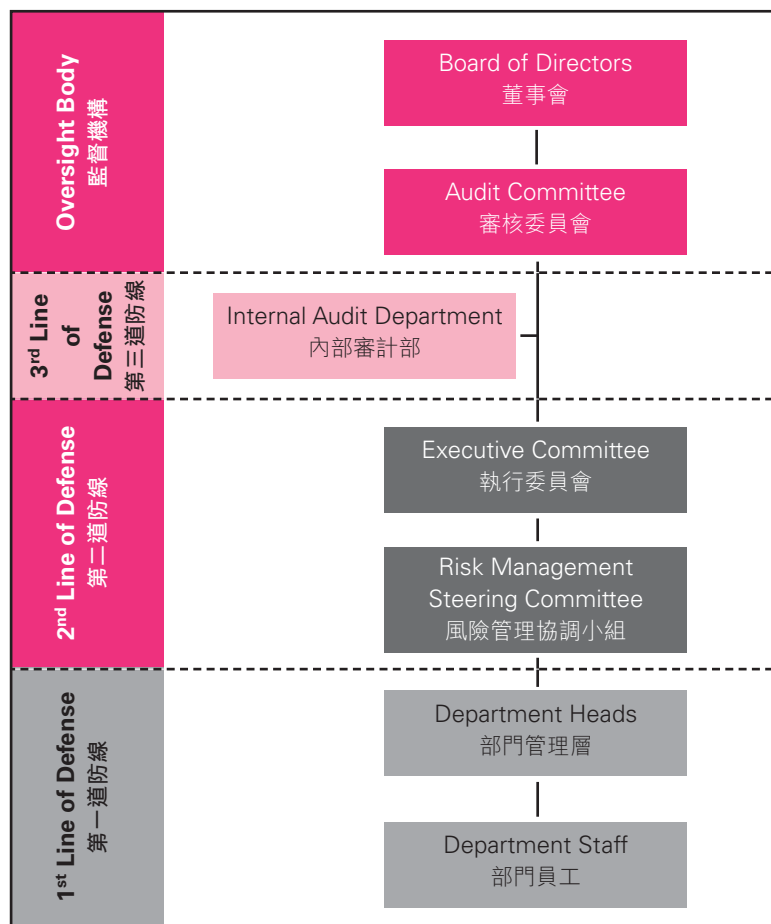 Oversight Body
監督機構
Board of Directors
董事會
Audit Committee
審核委員會
3rd Line
of
Defense
第三道防線
Internal Audit Department
內部審計部
2nd Line of Defense
第二道防線
Executive Committee
執行委員會
Risk Management
Steering Committee
風險管理協調小組
1st Line of Defense
第一道防線
Department Heads
部門管理層
Department Staff
部門員工